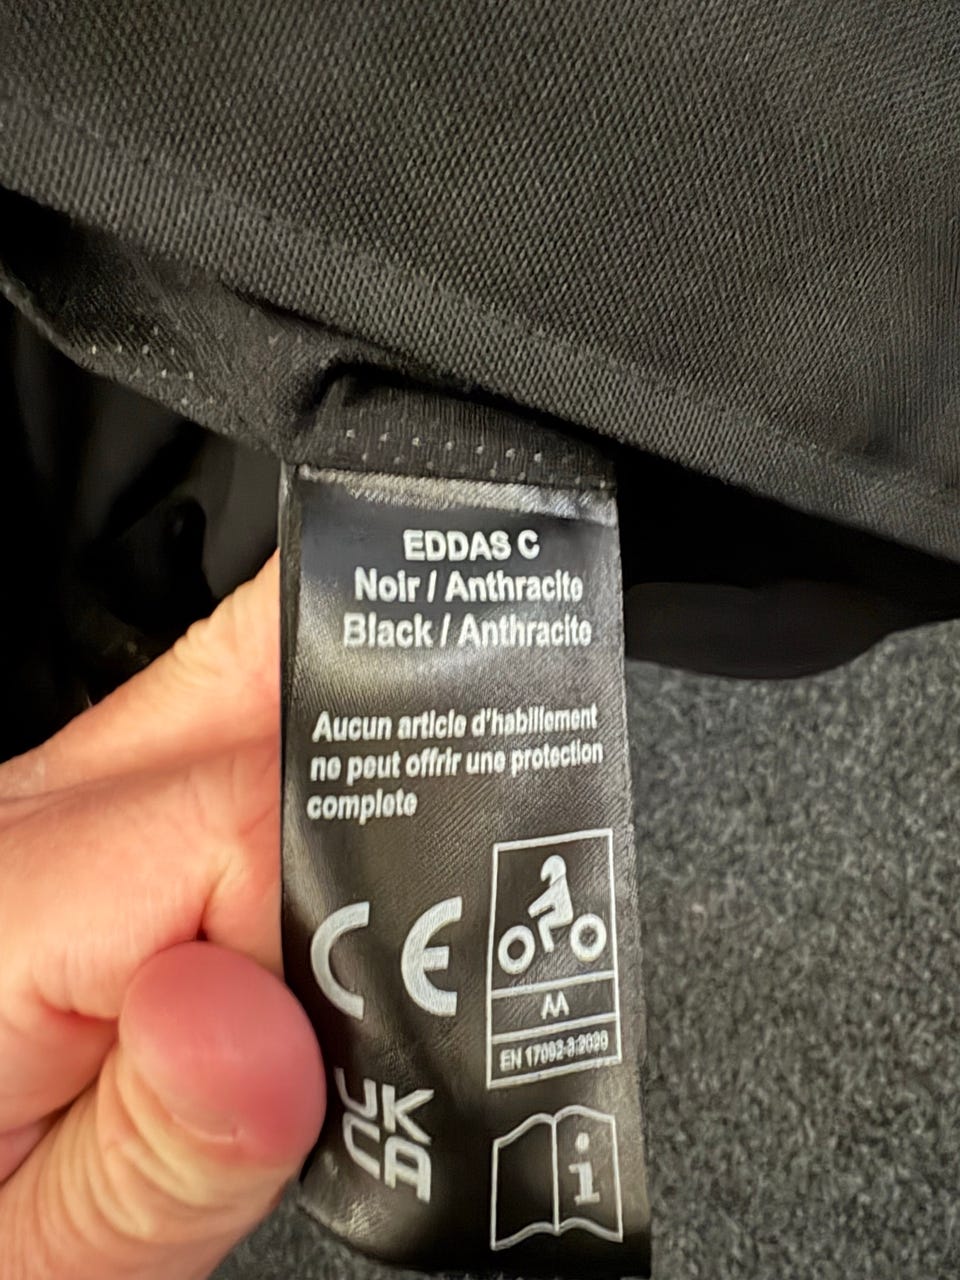 EDDAS C
Noir / Anthracite
Black / Anthracite
Aucun article d'habillement
ne peut offrir une protection
complete
CE
AA
EN 17092-3:2020
UK
CA
i